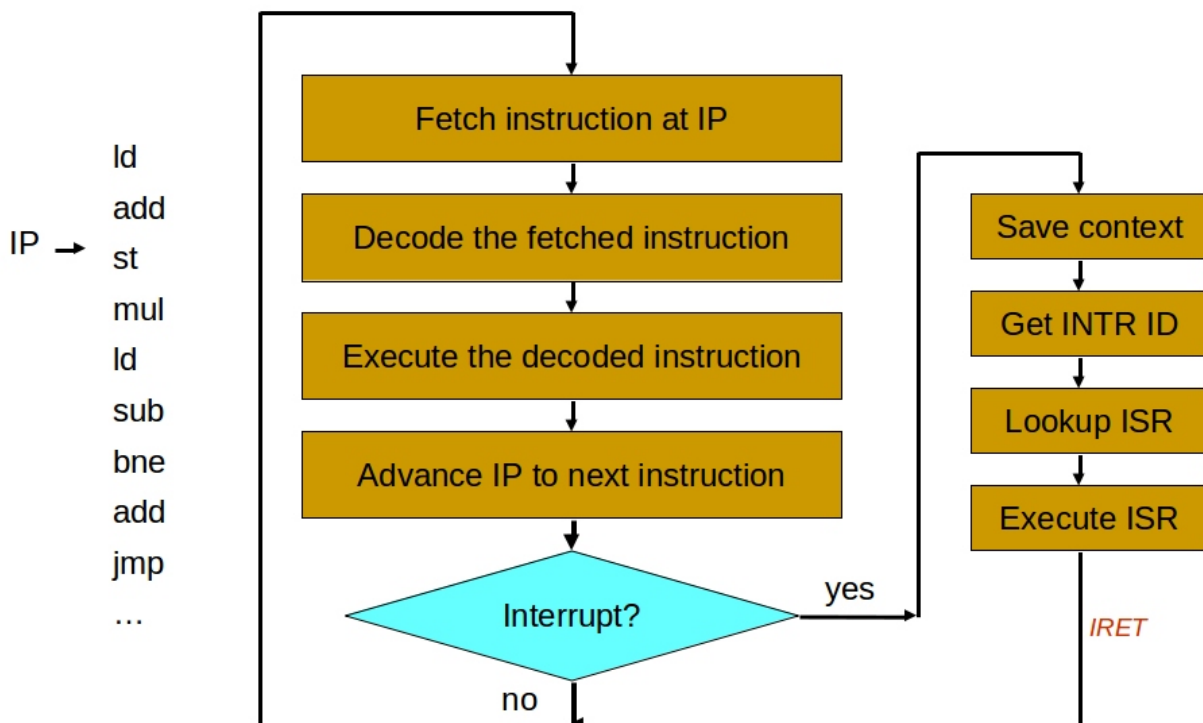 IP
ld
add
st
mul
ld
sub
bne
add
jmp
…
Fetch instruction at IP
Decode the fetched instruction
Execute the decoded instruction
Advance IP to next instruction
Interrupt?
yes
no
Save context
Get INTR ID
Lookup ISR
Execute ISR
IRET